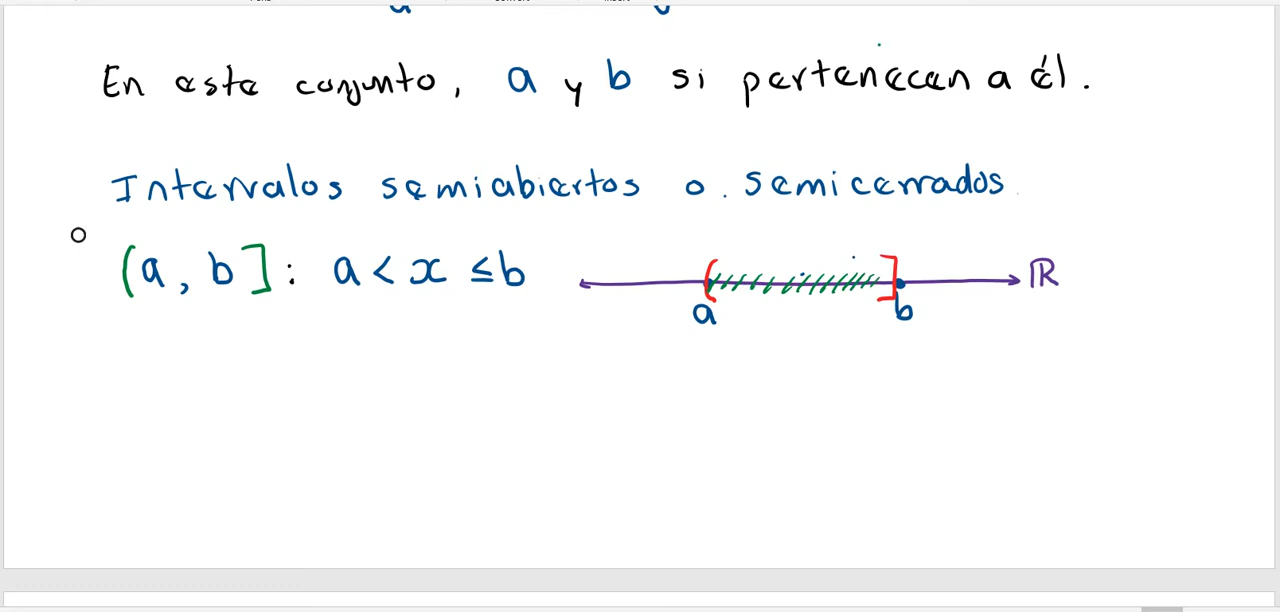 En este conjunto, a y b si pertenecen a él.
Intervalos semiabiertos o semicerrados
(a, b]: a < x ≤ b
( ] ℝ
a b